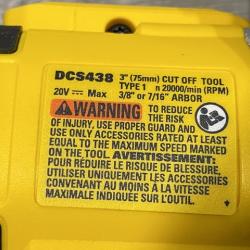 DCS438 3" (75mm) CUT OFF TOOL
TYPE 1 n 20000/min (RPM)
20V⎓ Max 3/8" or 7/16" ARBOR
⚠WARNING TO REDUCE
THE RISK
OF INJURY, USE PROPER GUARD AND
USE ONLY ACCESSORIES RATED AT LEAST
EQUAL TO THE MAXIMUM SPEED MARKED
ON THE TOOL. AVERTISSEMENT:
POUR RÉDUIRE LE RISQUE DE BLESSURE,
UTILISER UNIQUEMENT LES ACCESSOIRES
CONVENANT AU MOINS A LA VITESSE
MAXIMALE INDIQUÉE SUR L'OUTIL.